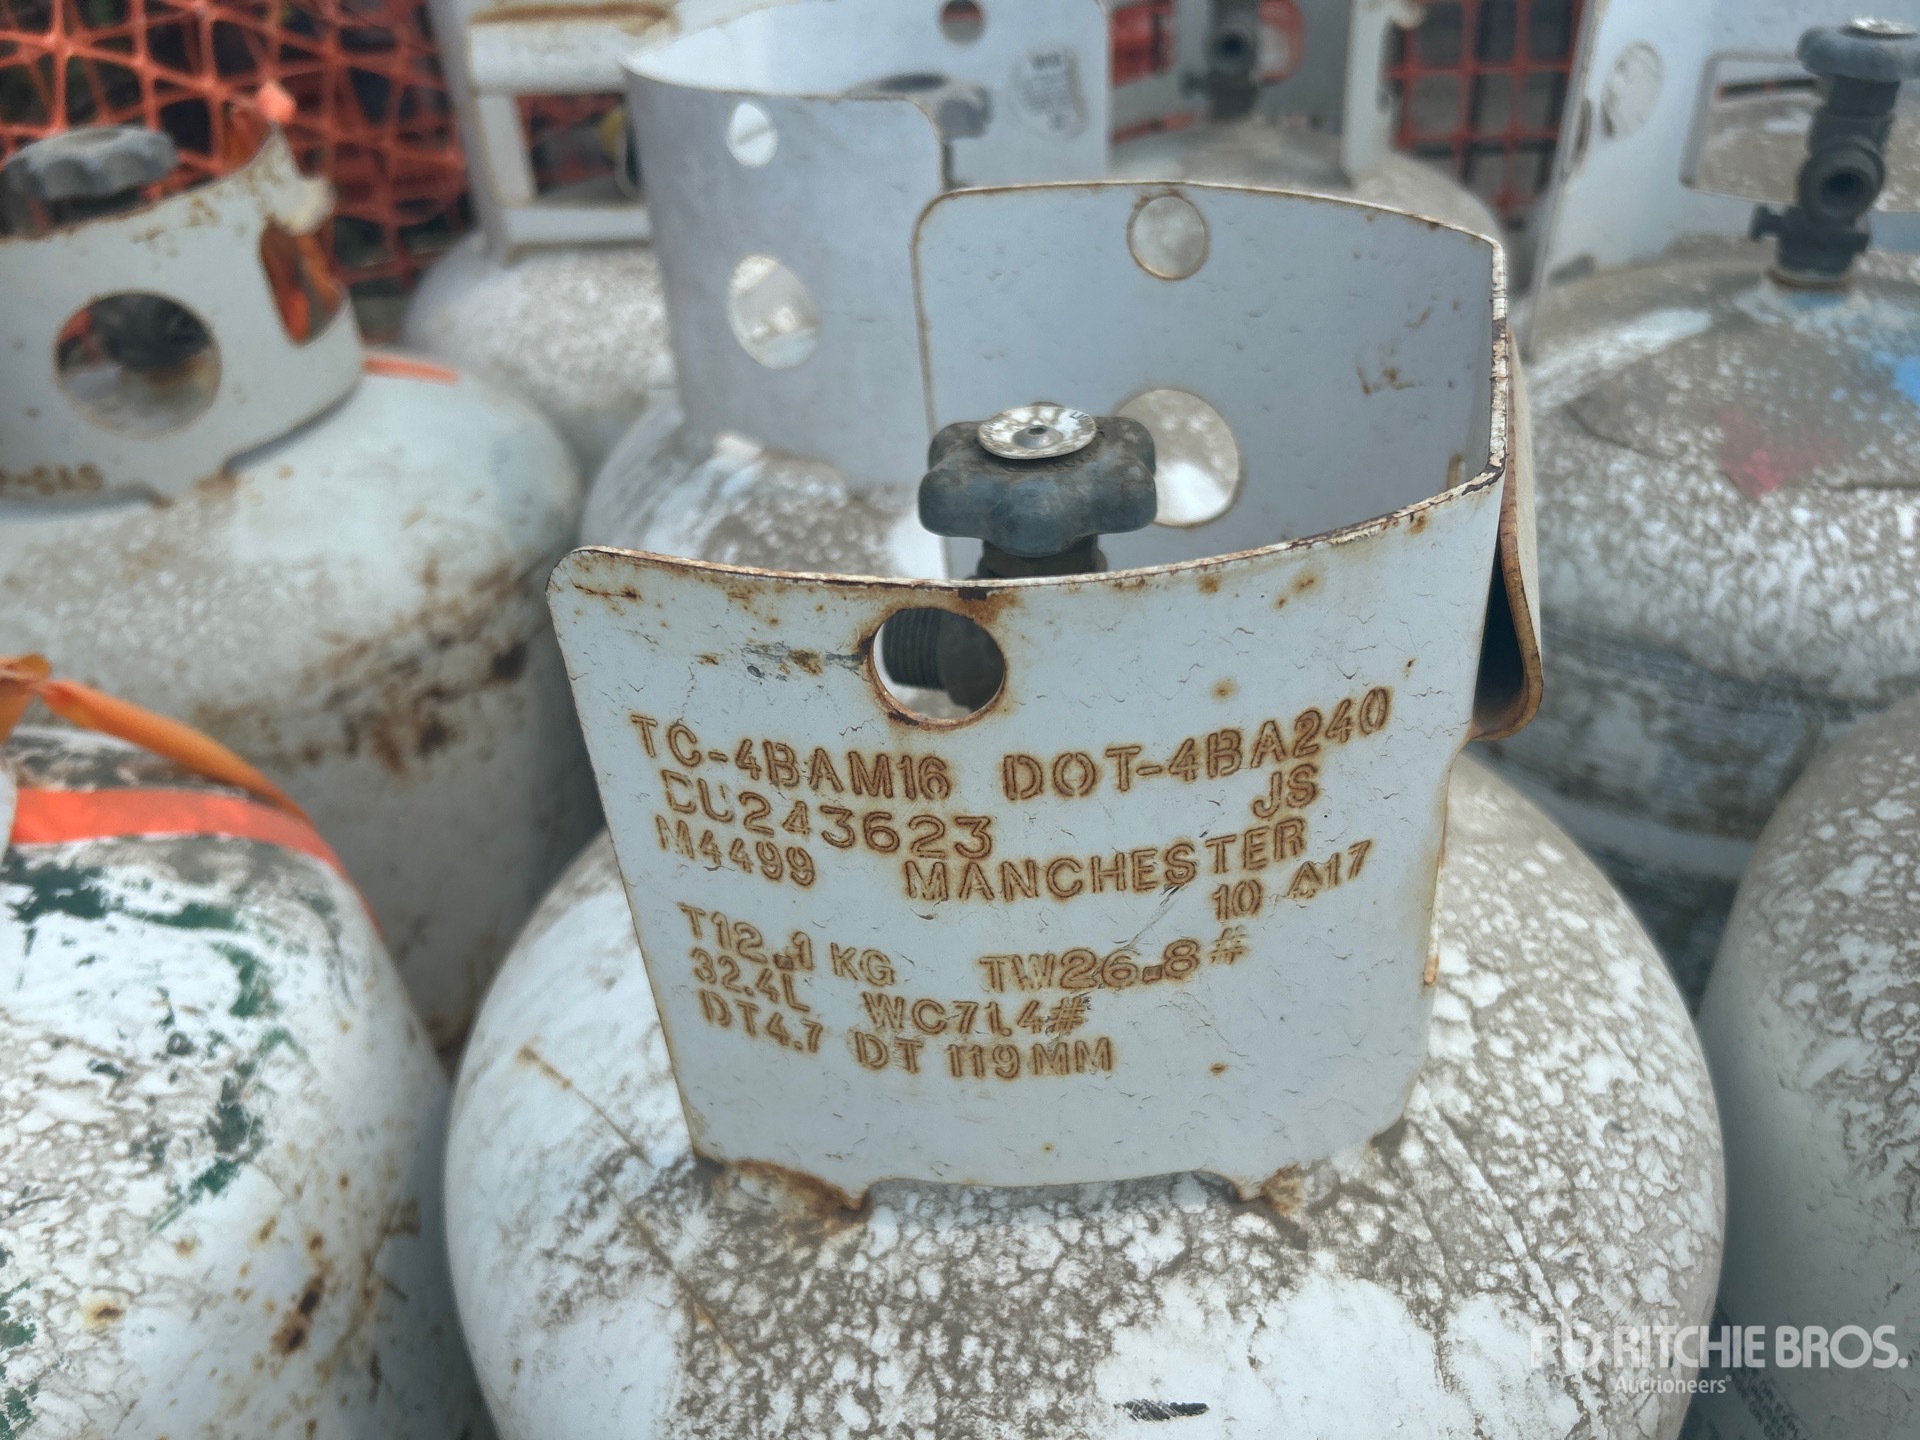 TC-4BAM16 DOT-4BA240
CU243623 JS
M4499 MANCHESTER
10 17
T12.1 KG TW26.8#
32.4L WC71.4#
DT4.7 DT 119MM
RITCHIE BROS.
Auctioneers